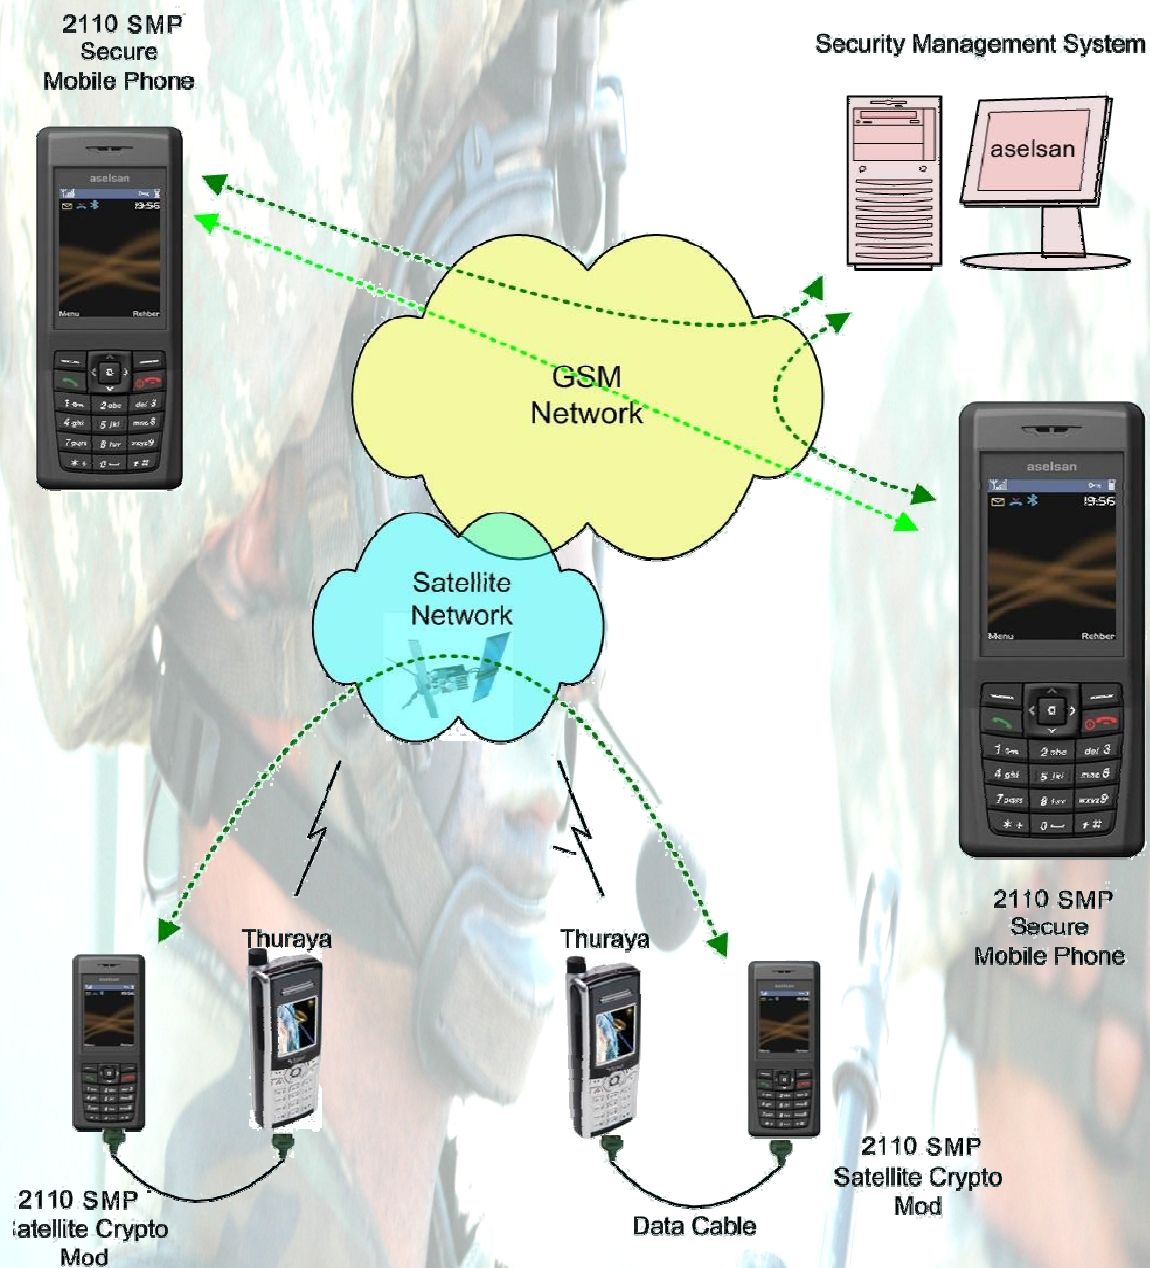 2110 SMP
Secure
Mobile Phone
Security Management System
aselsan
aselsan
19:56
Menu Rehber
GSM
Network
aselsan
19:56
Menu Rehber
Satellite
Network
2110 SMP
Secure
Mobile Phone
Thuraya
Thuraya
2110 SMP
Satellite Crypto
Mod
2110 SMP
atellite Crypto
Mod
Data Cable